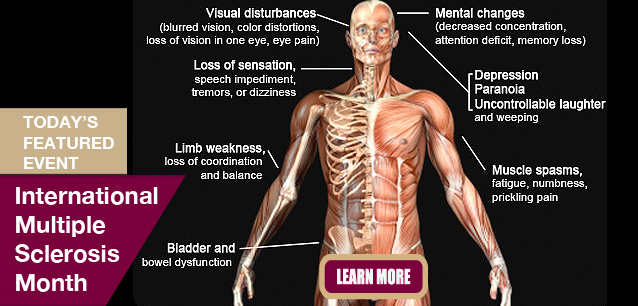 Visual disturbances
(blurred vision, color distortions,
loss of vision in one eye, eye pain)
Mental changes
(decreased concentration,
attention deficit, memory loss)
Loss of sensation,
speech impediment,
tremors, or dizziness
Depression
Paranoia
Uncontrollable laughter
and weeping
TODAY'S
FEATURED
EVENT
Limb weakness,
loss of coordination
and balance
Muscle spasms,
fatigue, numbness,
prickling pain
International
Multiple
Sclerosis
Month
Bladder and
bowel dysfunction
LEARN MORE